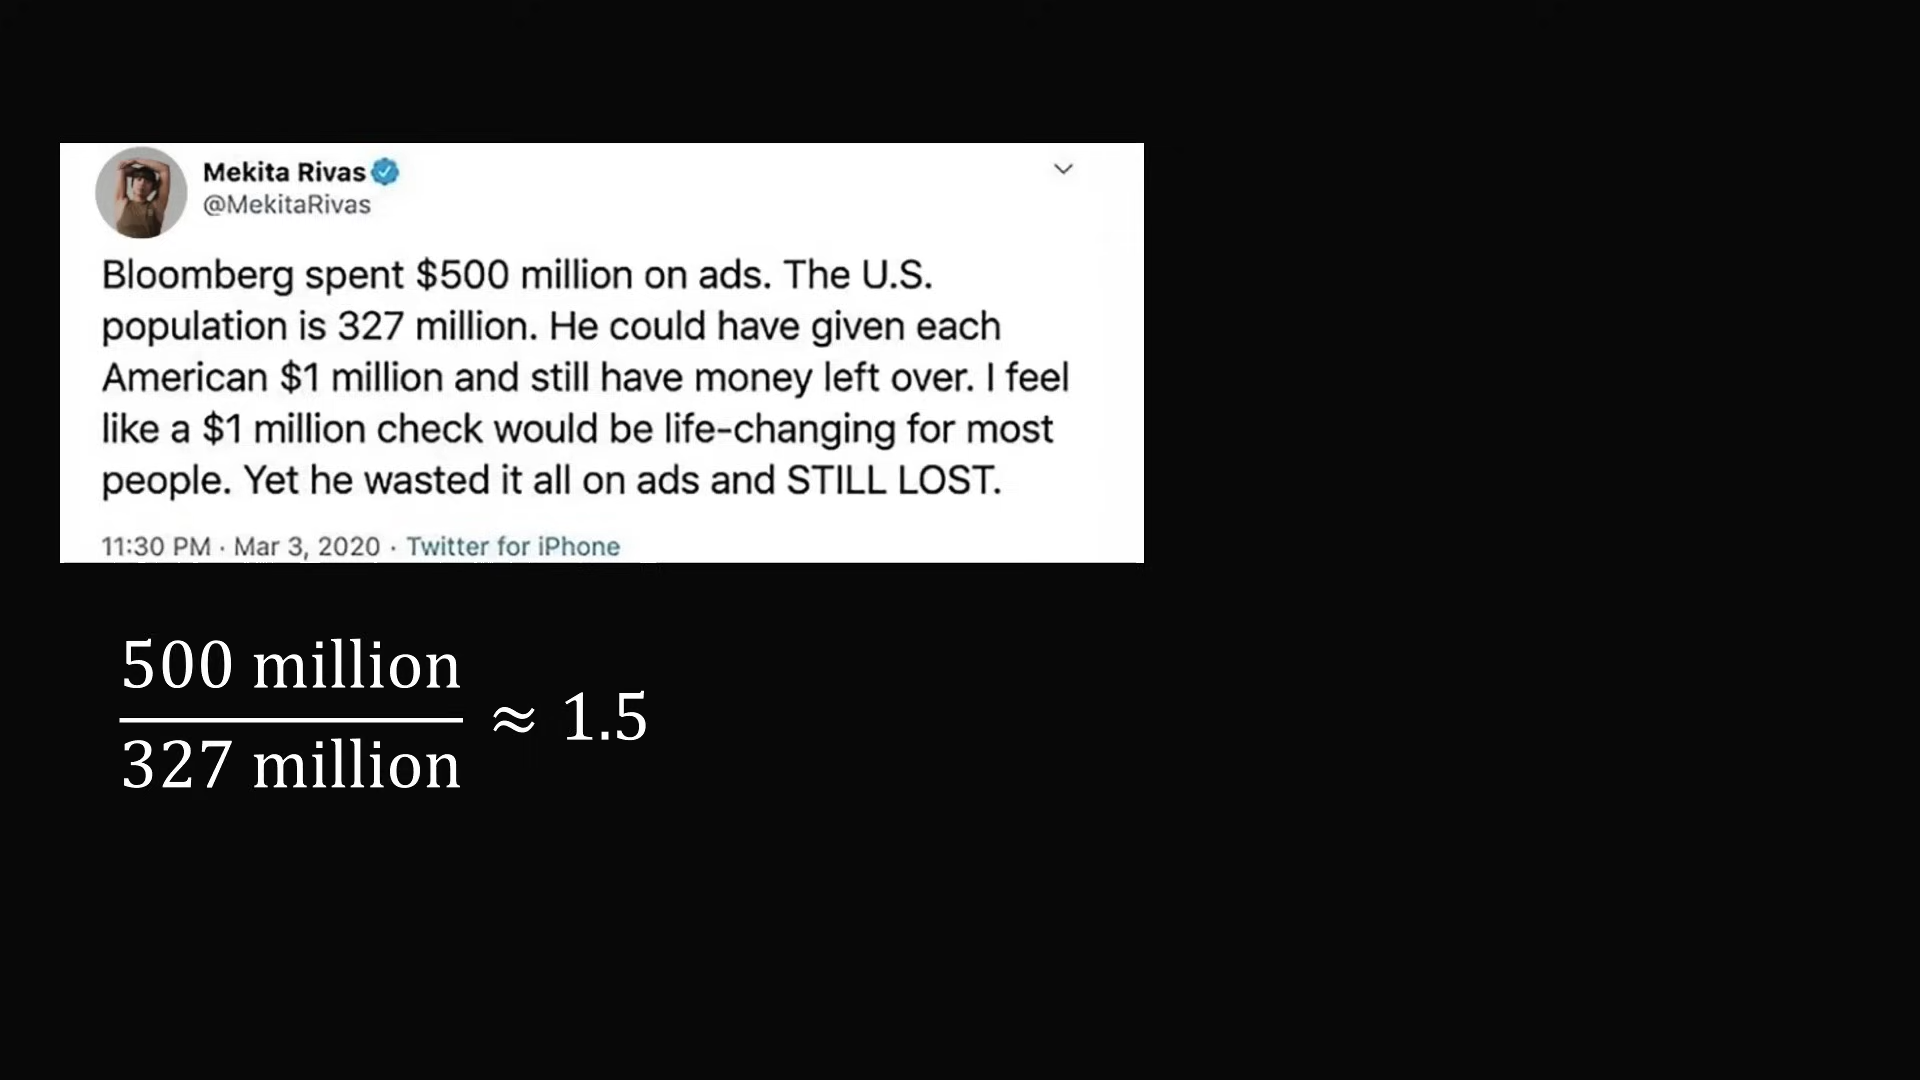 Mekita Rivas
@MekitaRivas
Bloomberg spent $500 million on ads. The U.S.
population is 327 million. He could have given each
American $1 million and still have money left over. I feel
like a $1 million check would be life-changing for most
people. Yet he wasted it all on ads and STILL LOST.
11:30 PM · Mar 3, 2020 · Twitter for iPhone
500 million
≈ 1.5
327 million